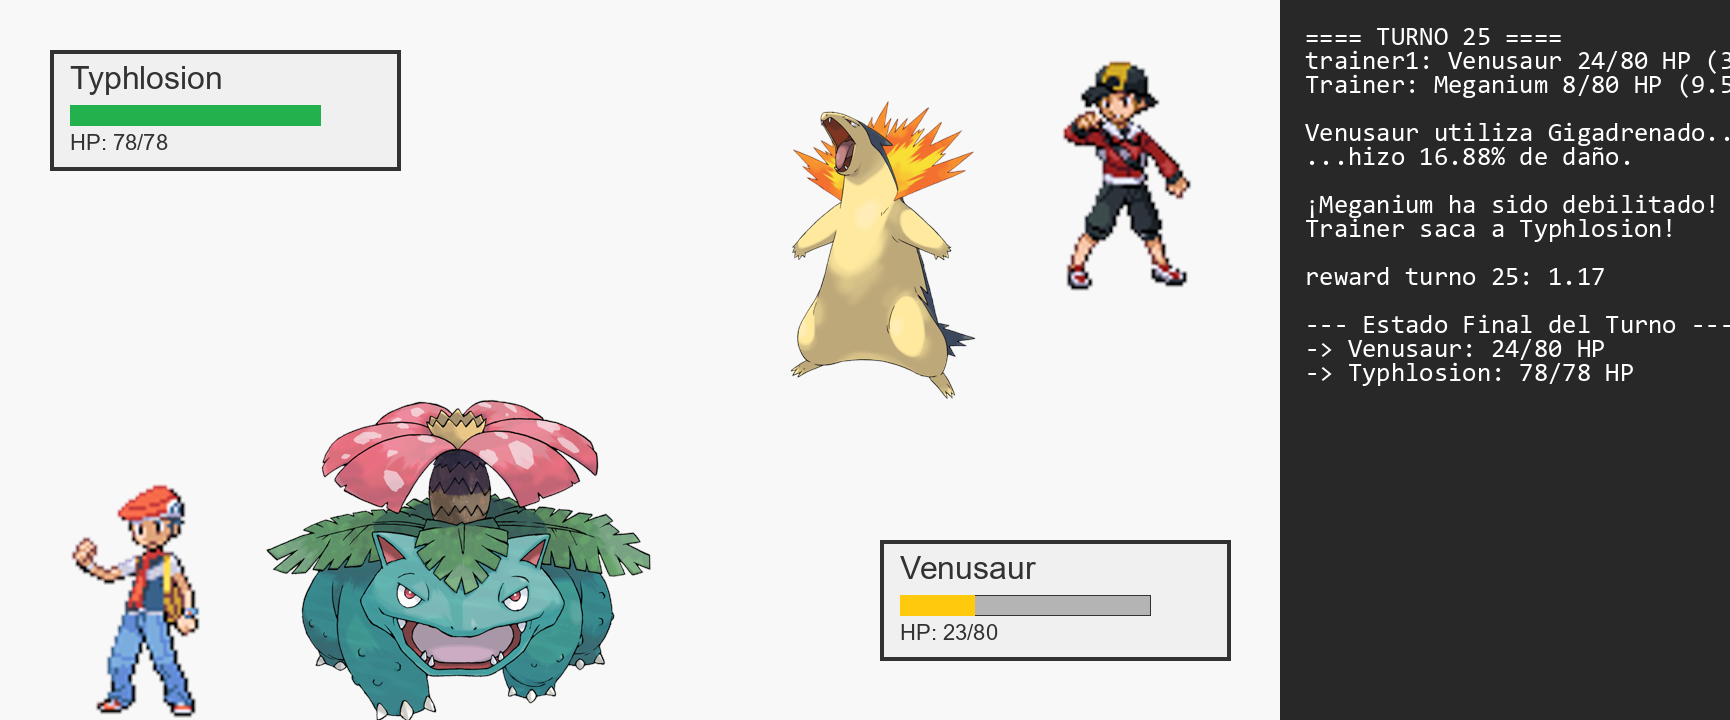 Typhlosion
HP: 78/78
Venusaur
HP: 23/80
==== TURNO 25 ====
trainer1: Venusaur 24/80 HP (3
Trainer: Meganium 8/80 HP (9.5
Venusaur utiliza Gigadrenado..
...hizo 16.88% de daño.
¡Meganium ha sido debilitado!
Trainer saca a Typhlosion!
reward turno 25: 1.17
--- Estado Final del Turno ---
-> Venusaur: 24/80 HP
-> Typhlosion: 78/78 HP